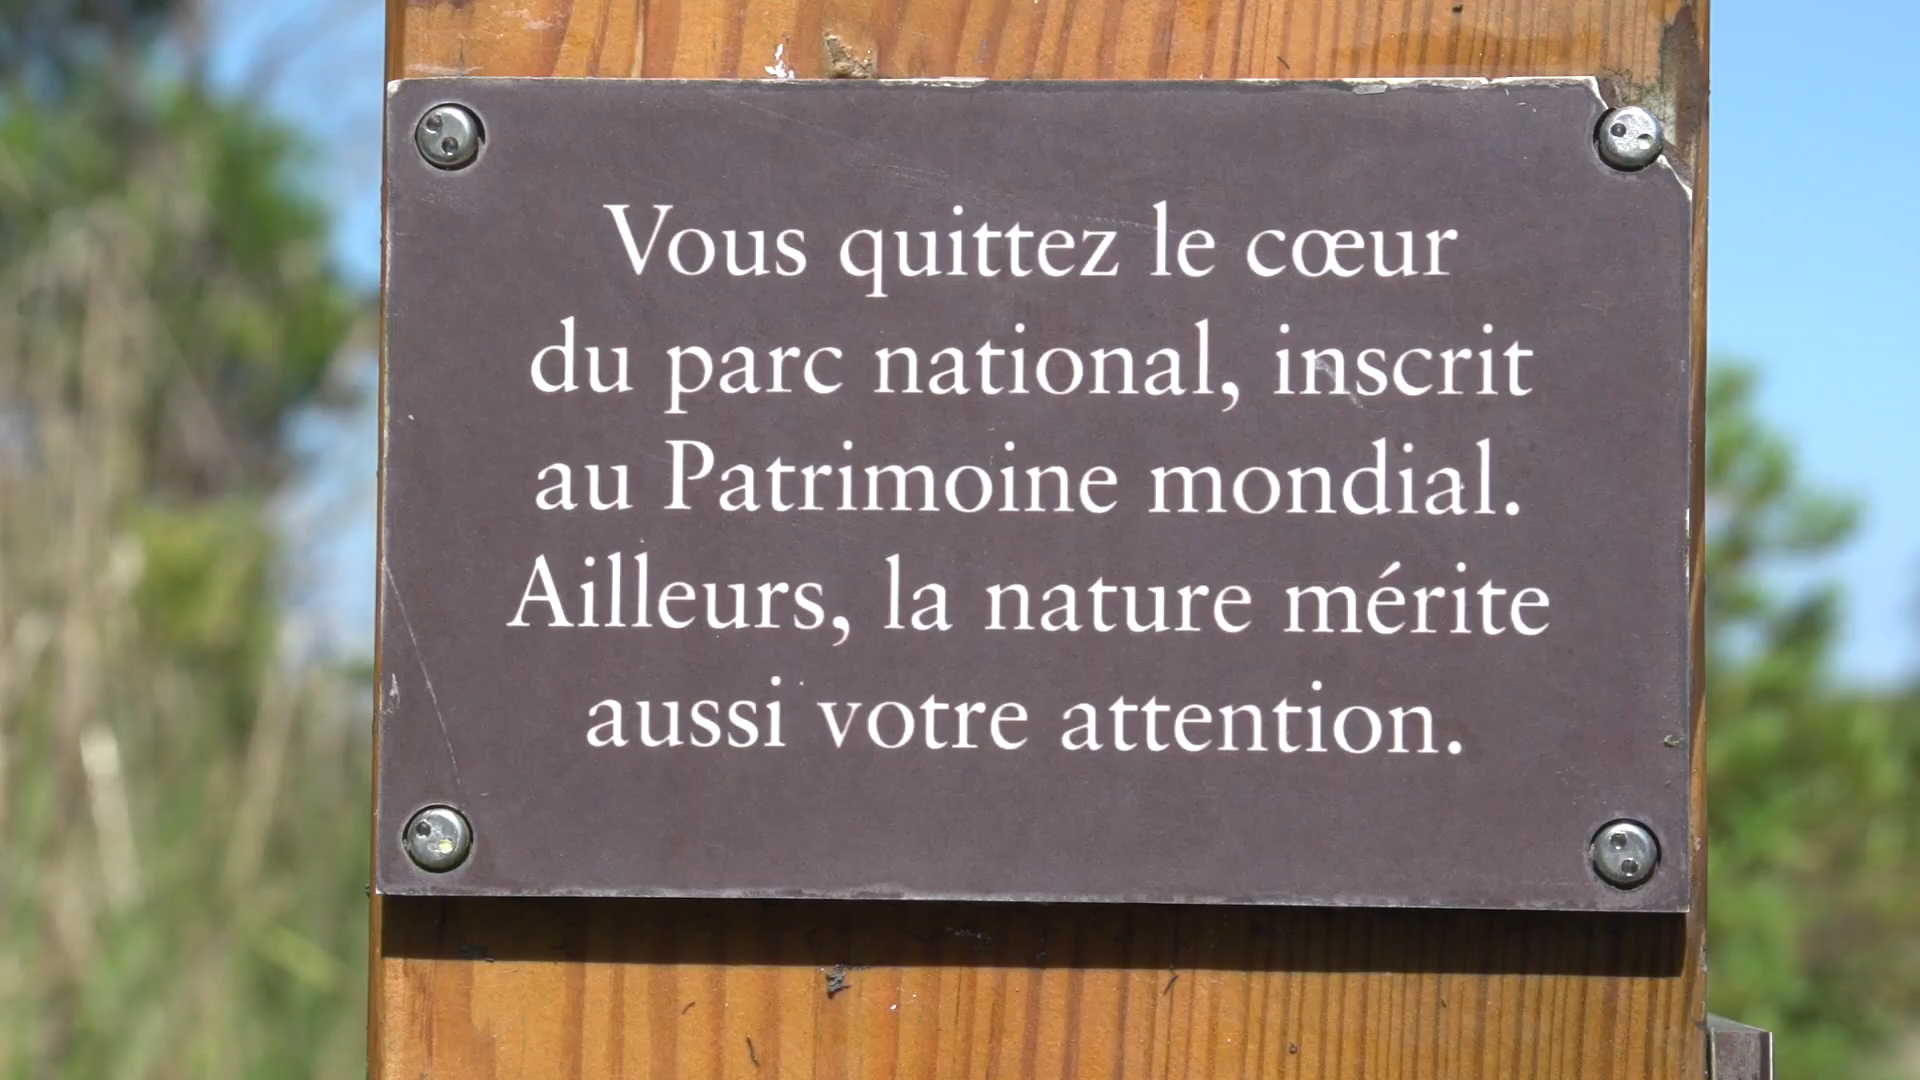 Vous quittez le cœur
du parc national, inscrit
au Patrimoine mondial.
Ailleurs, la nature mérite
aussi votre attention.